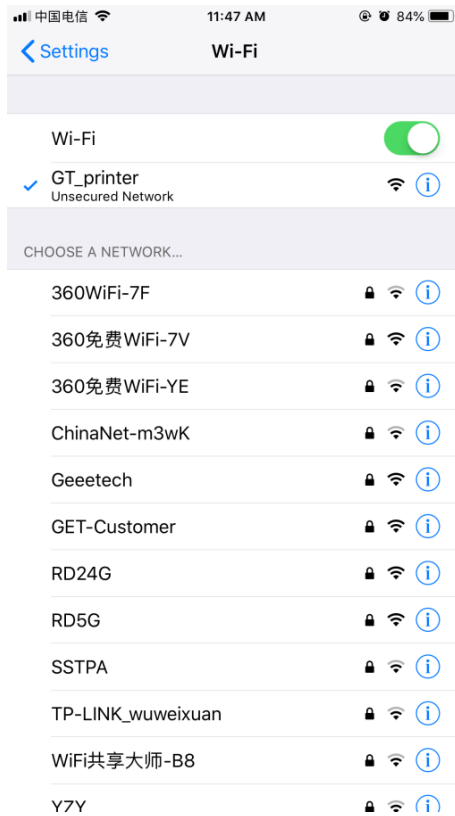 中国电信 11:47 AM 84%
Settings Wi-Fi
Wi-Fi
GT_printer
Unsecured Network
CHOOSE A NETWORK...
360WiFi-7F
360免费WiFi-7V
360免费WiFi-YE
ChinaNet-m3wK
Geeetech
GET-Customer
RD24G
RD5G
SSTPA
TP-LINK_wuweixuan
WiFi共享大师-B8
YZY